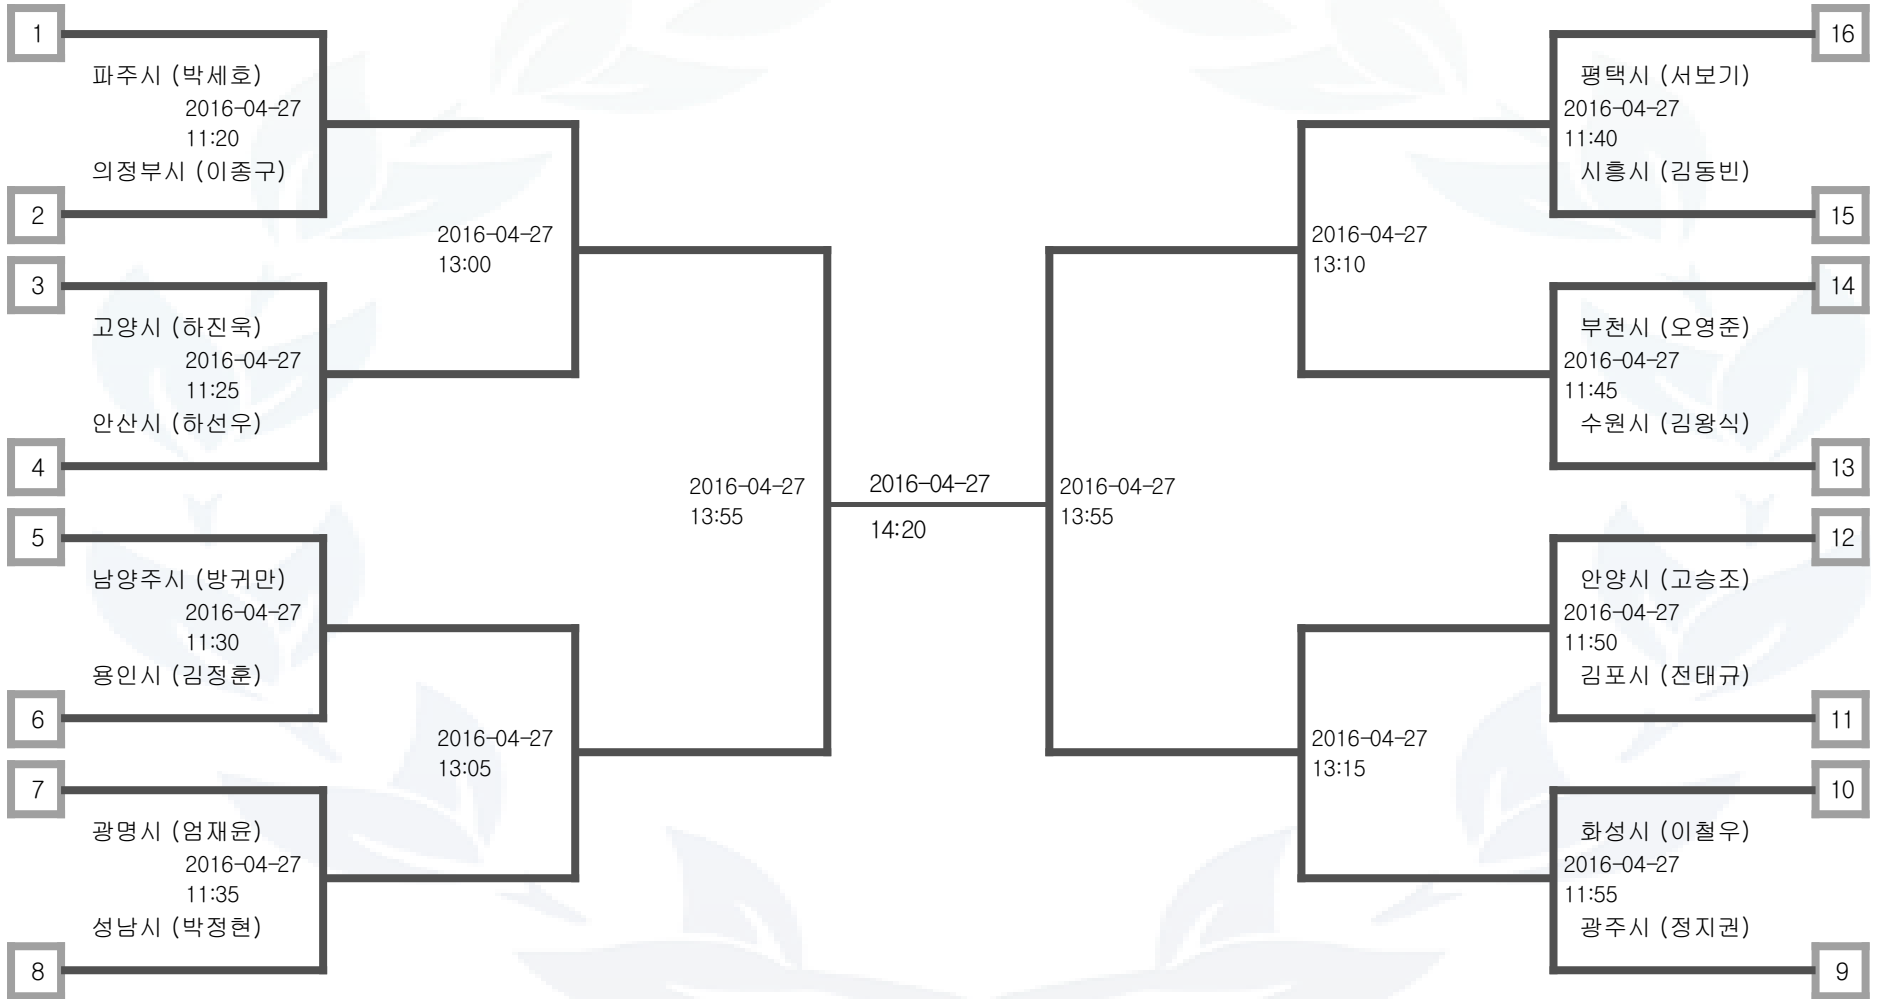 1
파주시 (박세호)
2016-04-27
11:20
의정부시 (이종구)
2
3
고양시 (하진욱)
2016-04-27
11:25
안산시 (하선우)
4
5
남양주시 (방귀만)
2016-04-27
11:30
용인시 (김정훈)
6
7
광명시 (엄재윤)
2016-04-27
11:35
성남시 (박정현)
8
2016-04-27
13:00
2016-04-27
13:05
2016-04-27
13:55
2016-04-27
14:20
2016-04-27
13:55
2016-04-27
13:10
2016-04-27
13:15
16
평택시 (서보기)
2016-04-27
11:40
시흥시 (김동빈)
15
14
부천시 (오영준)
2016-04-27
11:45
수원시 (김왕식)
13
12
안양시 (고승조)
2016-04-27
11:50
김포시 (전태규)
11
10
화성시 (이철우)
2016-04-27
11:55
광주시 (정지권)
9